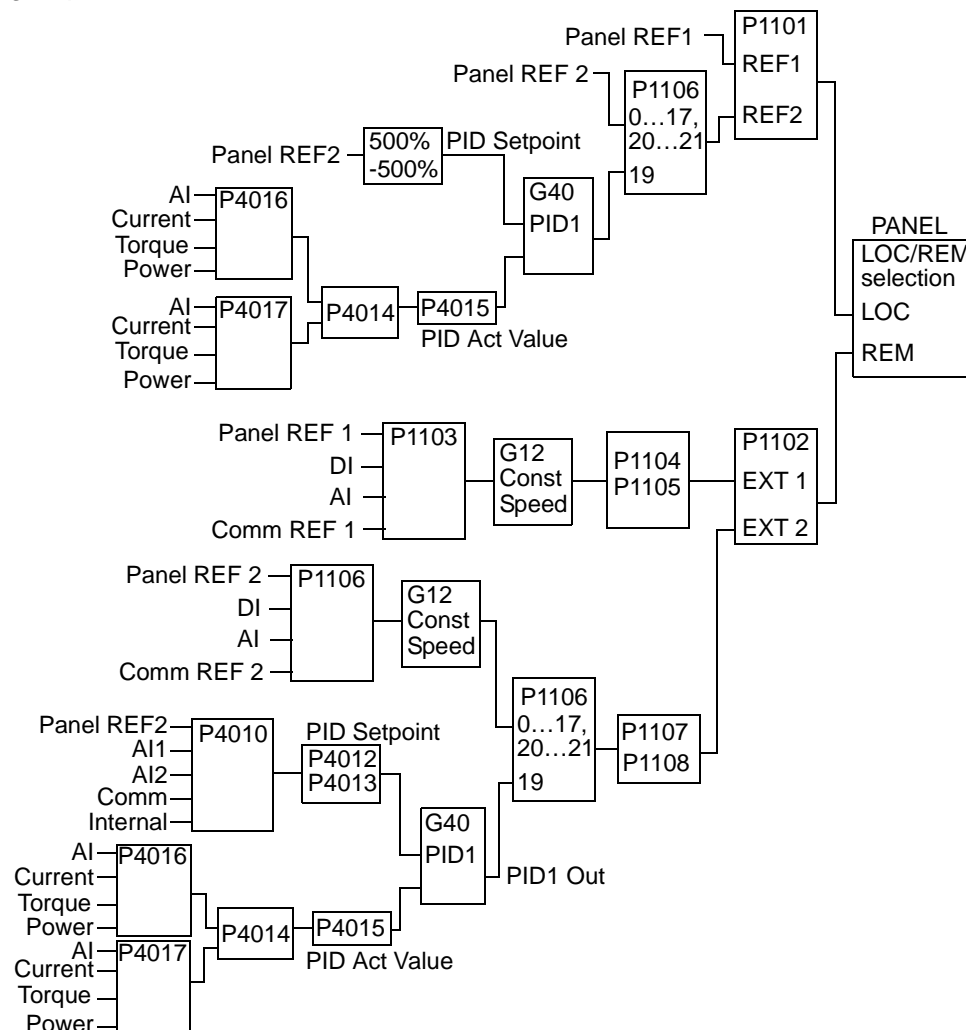 Panel REF1
P1101
REF1
REF2
Panel REF 2
P1106
0…17,
20…21
19
Panel REF2
500%
-500%
PID Setpoint
G40
PID1
AI
Current
Torque
Power
P4016
AI
Current
Torque
Power
P4017
P4014
P4015
PID Act Value
PANEL
LOC/REM
selection
LOC
REM
Panel REF 1
DI
AI
Comm REF 1
P1103
G12
Const
Speed
P1104
P1105
P1102
EXT 1
EXT 2
Panel REF 2
DI
AI
Comm REF 2
P1106
G12
Const
Speed
P1106
0…17,
20…21
19
P1107
P1108
Panel REF2
AI1
AI2
Comm
Internal
P4010
PID Setpoint
P4012
P4013
G40
PID1
PID1 Out
AI
Current
Torque
Power
P4016
AI
Current
Torque
Power
P4017
P4014
P4015
PID Act Value